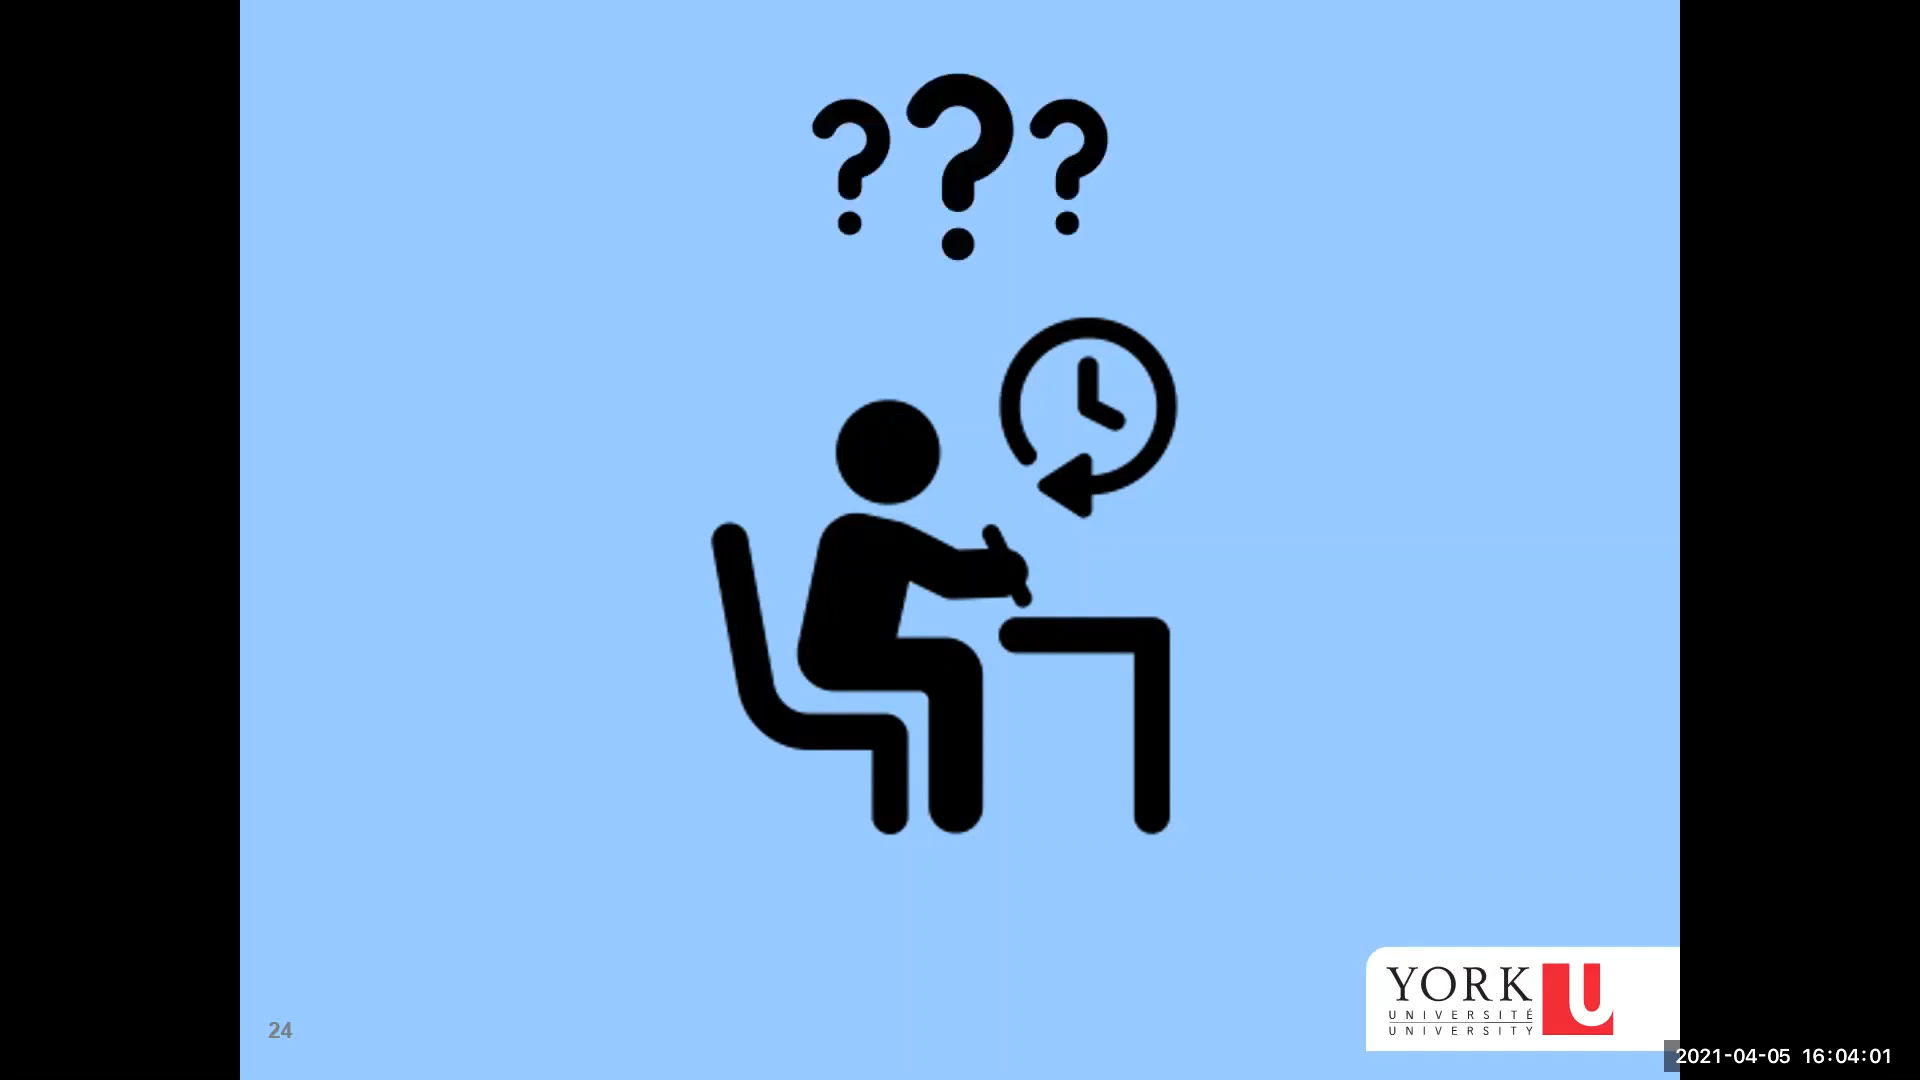 ? ? ?
YORK U
UNIVERSITÉ
UNIVERSITY
24
2021-04-05 16:04:01